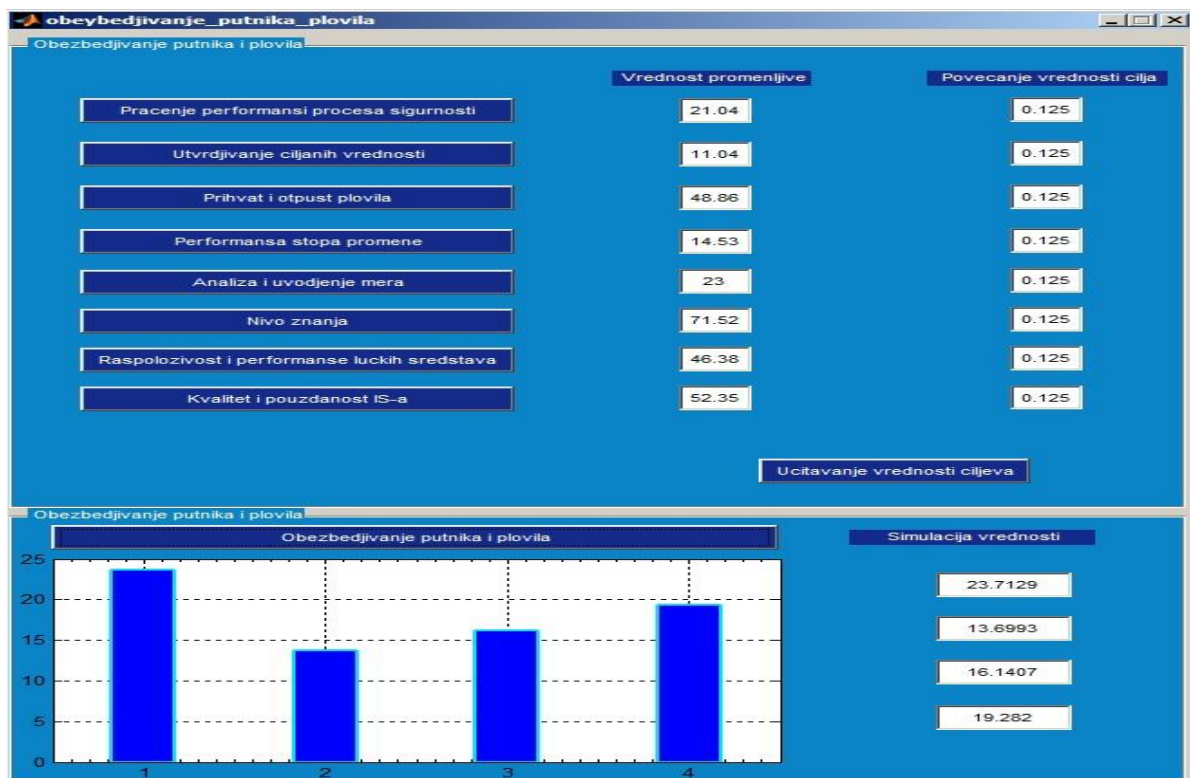 obeybedjivanje_putnika_plovila
Obezbedjivanje putnika i plovila
Vrednost promenljive Povecanje vrednosti cilja
Pracenje performansi procesa sigurnosti 21.04 0.125
Utvrdjivanje ciljanih vrednosti 11.04 0.125
Prihvat i otpust plovila 48.86 0.125
Performansa stopa promene 14.53 0.125
Analiza i uvodjenje mera 23 0.125
Nivo znanja 71.52 0.125
Raspolozivost i performanse luckih sredstava 46.38 0.125
Kvalitet i pouzdanost IS-a 52.35 0.125
Ucitavanje vrednosti ciljeva
Obezbedjivanje putnika i plovila
Obezbedjivanje putnika i plovila Simulacija vrednosti
25
20
15
10
5
0
1 2 3 4
23.7129
13.6993
16.1407
19.282